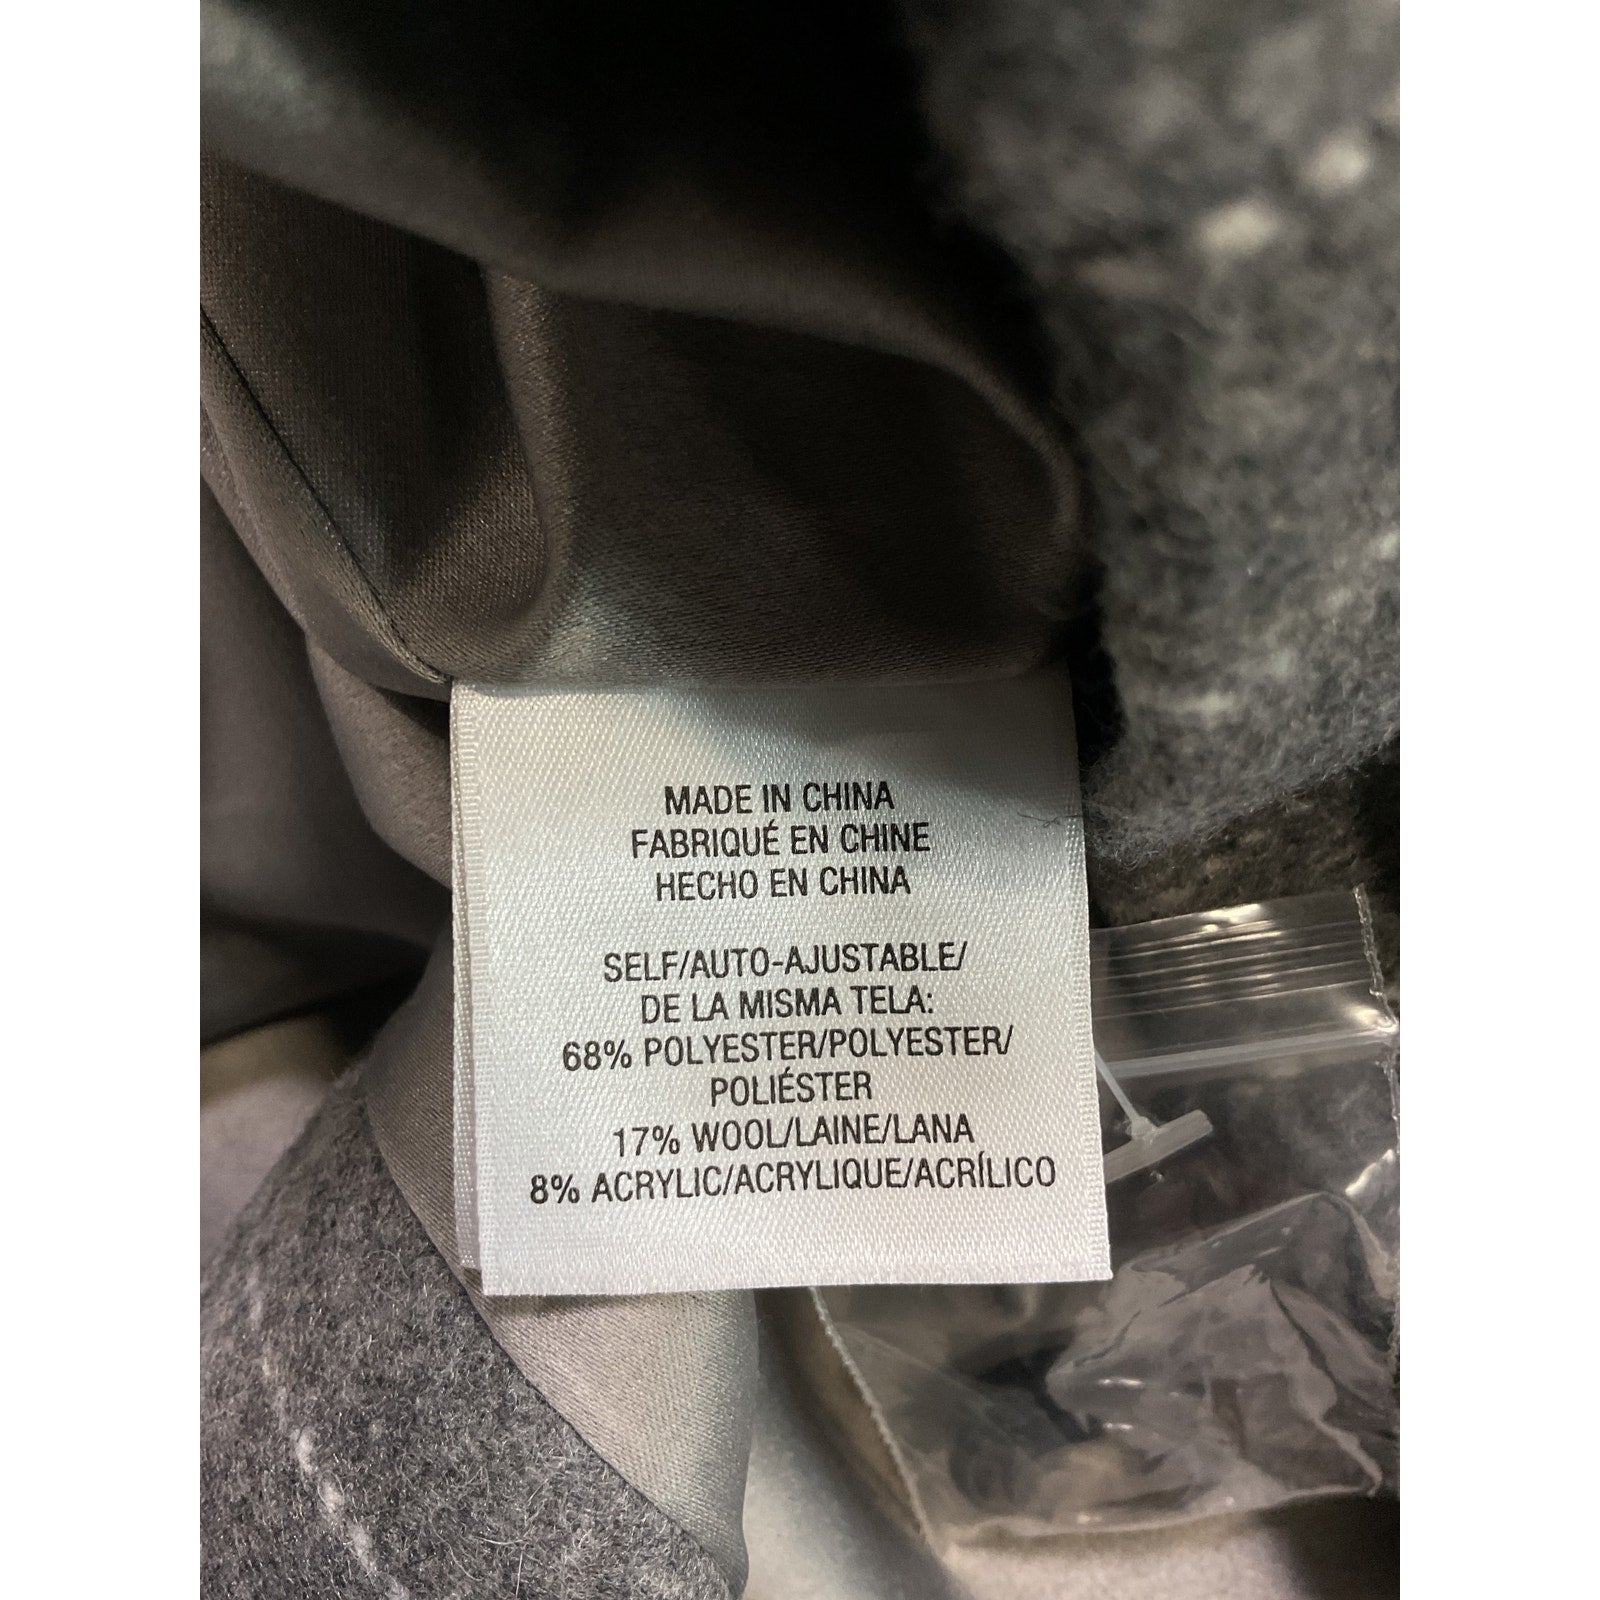 MADE IN CHINA
FABRIQUÉ EN CHINE
HECHO EN CHINA
SELF/AUTO-AJUSTABLE/
DE LA MISMA TELA:
68% POLYESTER/POLYESTER/
POLIÉSTER
17% WOOL/LAINE/LANA
8% ACRYLIC/ACRYLIQUE/ACRÍLICO